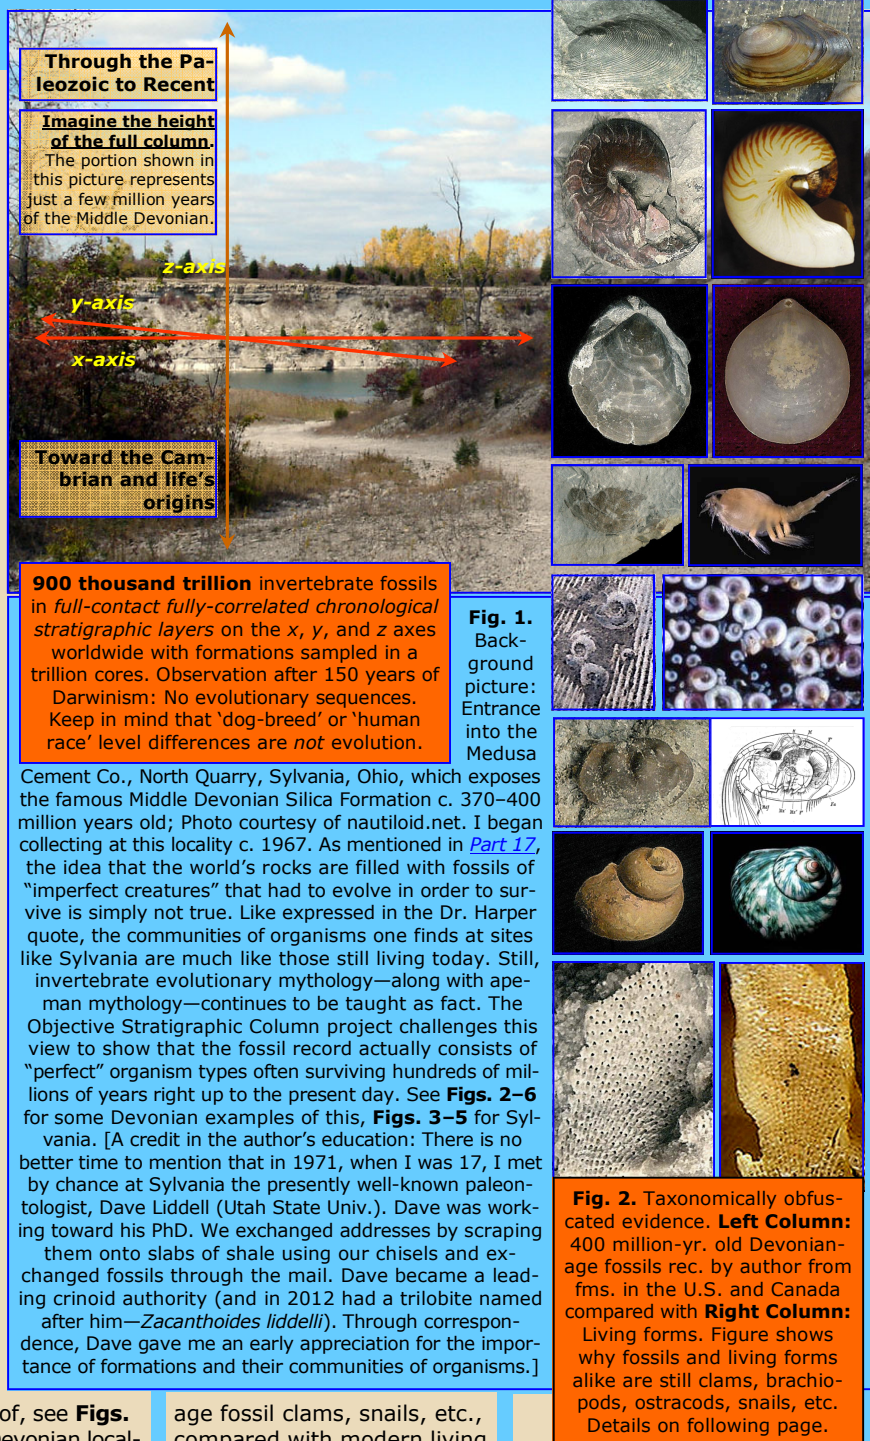 Through the Pa-
leozoic to Recent
Imagine the height
of the full column.
The portion shown in
this picture represents
just a few million years
of the Middle Devonian.
z-axis
y-axis
x-axis
Toward the Cam-
brian and life’s
origins
900 thousand trillion invertebrate fossils
in full-contact fully-correlated chronological
stratigraphic layers on the x, y, and z axes
worldwide with formations sampled in a
trillion cores. Observation after 150 years of
Darwinism: No evolutionary sequences.
Keep in mind that ‘dog-breed’ or ‘human
race’ level differences are not evolution.
Fig. 1.
Back-
ground
picture:
Entrance
into the
Medusa
Cement Co., North Quarry, Sylvania, Ohio, which exposes
the famous Middle Devonian Silica Formation c. 370–400
million years old; Photo courtesy of nautiloid.net. I began
collecting at this locality c. 1967. As mentioned in Part 17,
the idea that the world’s rocks are filled with fossils of
“imperfect creatures” that had to evolve in order to sur-
vive is simply not true. Like expressed in the Dr. Harper
quote, the communities of organisms one finds at sites
like Sylvania are much like those still living today. Still,
invertebrate evolutionary mythology—along with ape-
man mythology—continues to be taught as fact. The
Objective Stratigraphic Column project challenges this
view to show that the fossil record actually consists of
“perfect” organism types often surviving hundreds of mil-
lions of years right up to the present day. See Figs. 2–6
for some Devonian examples of this, Figs. 3–5 for Syl-
vania. [A credit in the author’s education: There is no
better time to mention that in 1971, when I was 17, I met
by chance at Sylvania the presently well-known paleon-
tologist, Dave Liddell (Utah State Univ.). Dave was work-
ing toward his PhD. We exchanged addresses by scraping
them onto slabs of shale using our chisels and ex-
changed fossils through the mail. Dave became a lead-
ing crinoid authority (and in 2012 had a trilobite named
after him—Zacanthoides liddelli). Through correspon-
dence, Dave gave me an early appreciation for the impor-
tance of formations and their communities of organisms.]
Fig. 2. Taxonomically obfus-
cated evidence. Left Column:
400 million-yr. old Devonian-
age fossils rec. by author from
fms. in the U.S. and Canada
compared with Right Column:
Living forms. Figure shows
why fossils and living forms
alike are still clams, brachio-
pods, ostracods, snails, etc.
Details on following page.
of, see Figs.
evonian local-
age fossil clams, snails, etc.,
compared with modern living